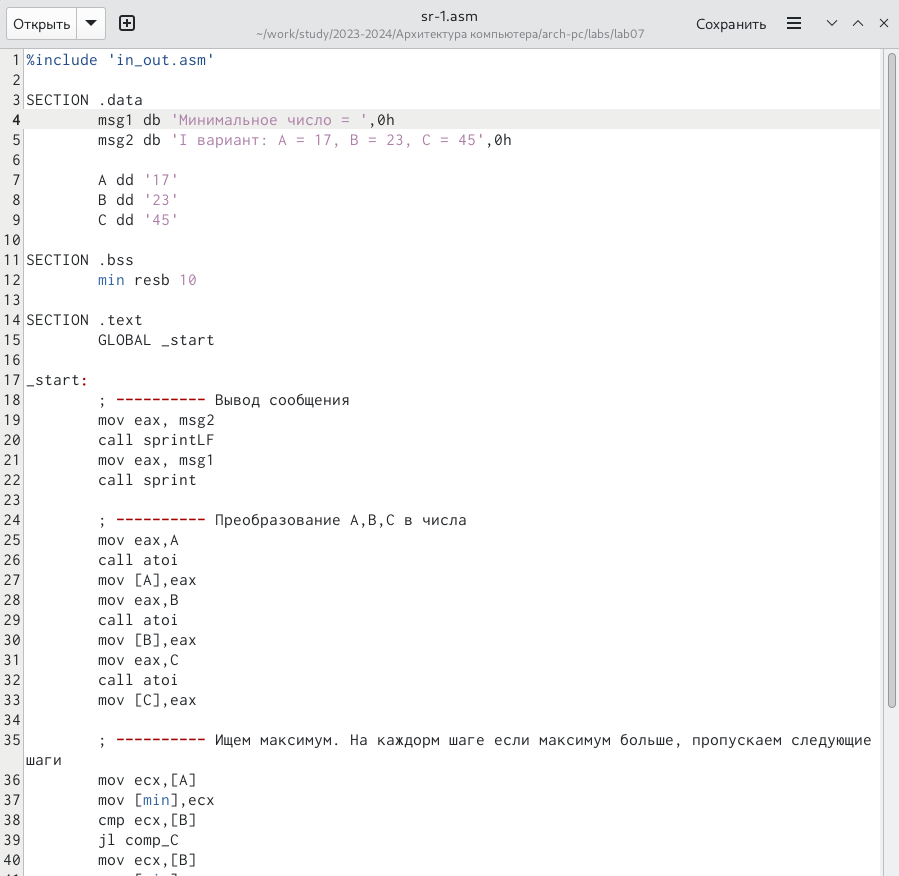 Открыть
sr-1.asm
~/work/study/2023-2024/Архитектура компьютера/arch-pc/labs/lab07
Сохранить
1 %include 'in_out.asm'
2
3 SECTION .data
4 msg1 db 'Минимальное число = ',0h
5 msg2 db 'I вариант: A = 17, B = 23, C = 45',0h
6
7 A dd '17'
8 B dd '23'
9 C dd '45'
10
11 SECTION .bss
12 min resb 10
13
14 SECTION .text
15 GLOBAL _start
16
17 _start:
18 ; ---------- Вывод сообщения
19 mov eax, msg2
20 call sprintLF
21 mov eax, msg1
22 call sprint
23
24 ; ---------- Преобразование A,B,C в числа
25 mov eax,A
26 call atoi
27 mov [A],eax
28 mov eax,B
29 call atoi
30 mov [B],eax
31 mov eax,C
32 call atoi
33 mov [C],eax
34
35 ; ---------- Ищем максимум. На каждорм шаге если максимум больше, пропускаем следующие
шаги
36 mov ecx,[A]
37 mov [min],ecx
38 cmp ecx,[B]
39 jl comp_C
40 mov ecx,[B]